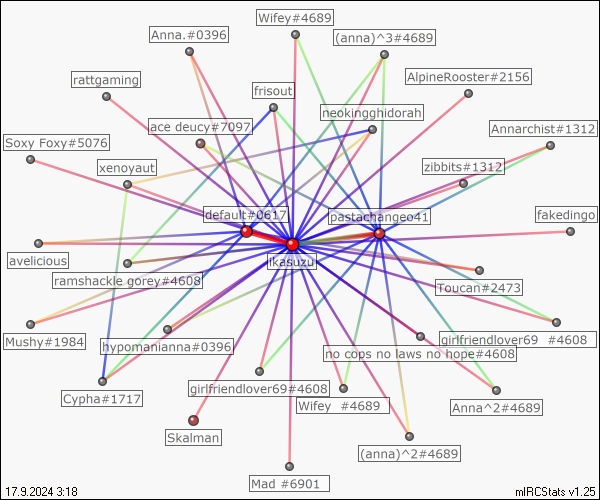 Wifey#4689
Anna.#0396
(anna)^3#4689
rattgaming
AlpineRooster#2156
frisout
neokingghidorah
ace deucy#7097
Annarchist#1312
Soxy Foxy#5076
xenoyaut
zibbits#1312
default#0617
pastachangeo41
fakedingo
avelicious
ikasuzu
ramshackle gorey#4608
Toucan#2473
Mushy#1984
hypomanianna#0396
girlfriendlover69 #4608
no cops no laws no hope#4608
girlfriendlover69#4608
Cypha#1717
Wifey #4689
Anna^2#4689
Skalman
(anna)^2#4689
Mad #6901
17.9.2024 3:18
mIRCStats v1.25